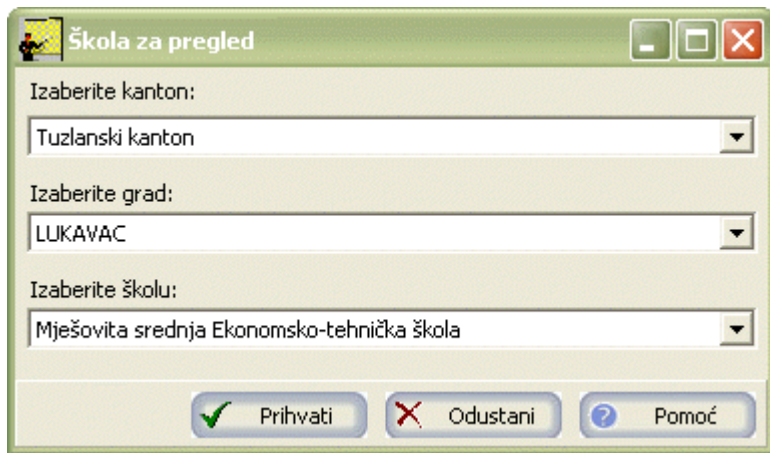 Škola za pregled
Izaberite kanton:
Tuzlanski kanton
Izaberite grad:
LUKAVAC
Izaberite školu:
Mješovita srednja Ekonomsko-tehnička škola
Prihvati Odustani Pomoć